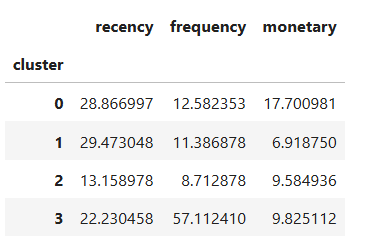 recency frequency monetary
cluster
0 28.866997 12.582353 17.700981
1 29.473048 11.386878 6.918750
2 13.158978 8.712878 9.584936
3 22.230458 57.112410 9.825112